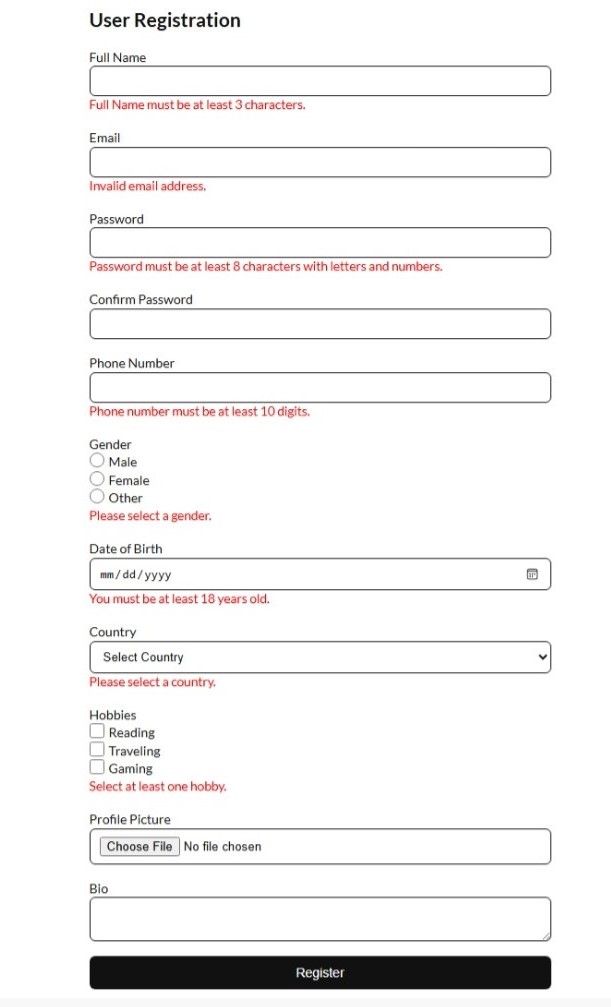 User Registration
Full Name
Full Name must be at least 3 characters.
Email
Invalid email address.
Password
Password must be at least 8 characters with letters and numbers.
Confirm Password
Phone Number
Phone number must be at least 10 digits.
Gender
Male
Female
Other
Please select a gender.
Date of Birth
mm/dd/yyyy
You must be at least 18 years old.
Country
Select Country
Please select a country.
Hobbies
Reading
Traveling
Gaming
Select at least one hobby.
Profile Picture
Choose File No file chosen
Bio
Register